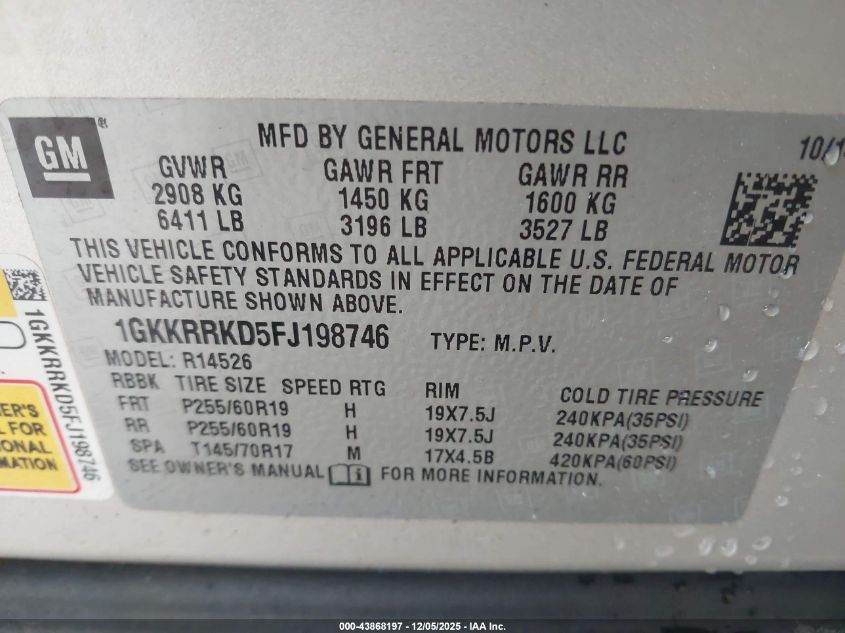 GM
MFD BY GENERAL MOTORS LLC
GVWR GAWR FRT GAWR RR
2908 KG 1450 KG 1600 KG
6411 LB 3196 LB 3527 LB
THIS VEHICLE CONFORMS TO ALL APPLICABLE U.S. FEDERAL MOTOR
VEHICLE SAFETY STANDARDS IN EFFECT ON THE DATE OF
MANUFACTURE SHOWN ABOVE.
1GKKRRKD5FJ198746 TYPE: M.P.V.
MODEL: R14526
RBBK TIRE SIZE SPEED RTG RIM COLD TIRE PRESSURE
FRT P255/60R19 H 19X7.5J 240KPA(35PSI)
RR P255/60R19 H 19X7.5J 240KPA(35PSI)
SPA T145/70R17 M 17X4.5B 420KPA(60PSI)
SEE OWNER'S MANUAL FOR MORE INFORMATION.
1GKKRRKD5FJ198746
FOR
000-43868197 - 12/05/2025 - IAA Inc.